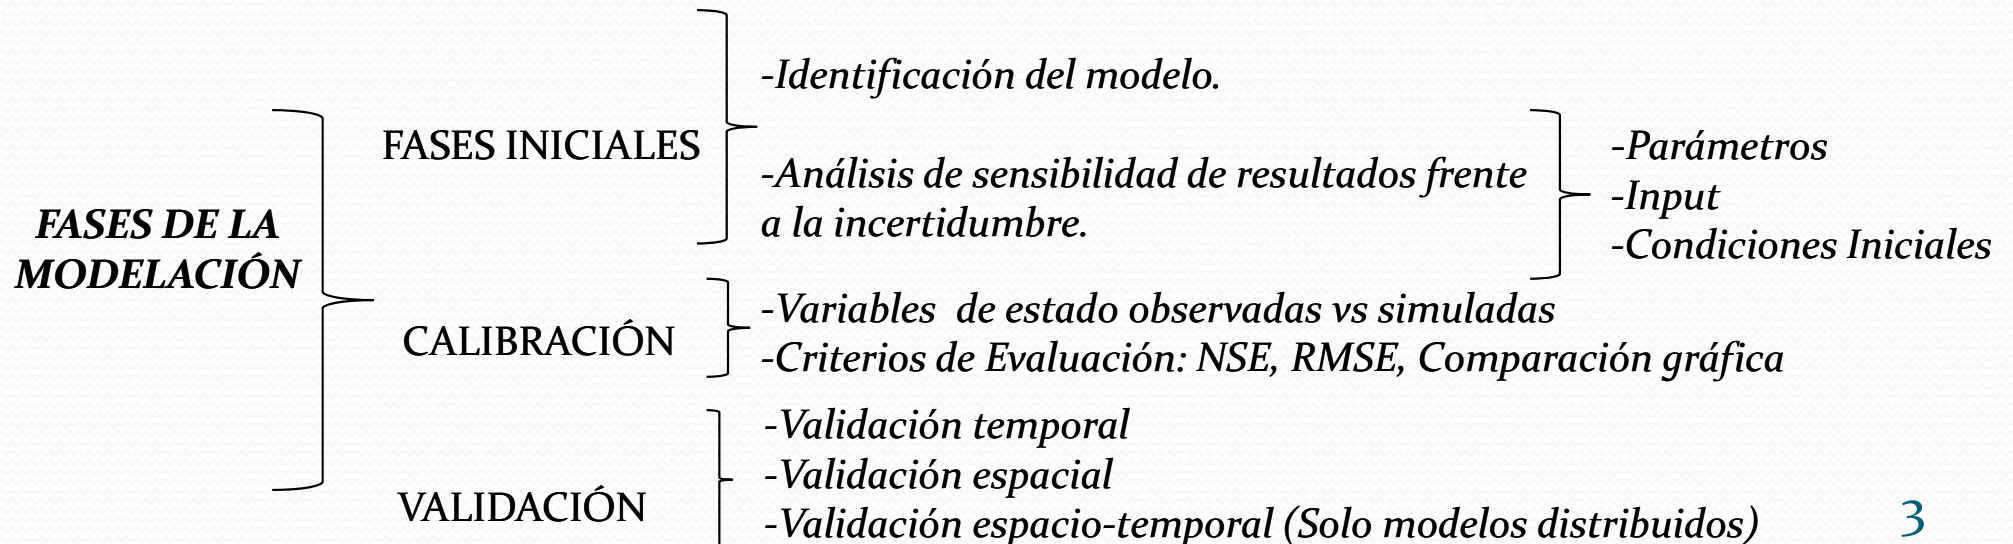 FASES DE LA
MODELACIÓN
FASES INICIALES
-Identificación del modelo.
-Análisis de sensibilidad de resultados frente
a la incertidumbre.
-Parámetros
-Input
-Condiciones Iniciales
CALIBRACIÓN
-Variables de estado observadas vs simuladas
-Criterios de Evaluación: NSE, RMSE, Comparación gráfica
VALIDACIÓN
-Validación temporal
-Validación espacial
-Validación espacio-temporal (Solo modelos distribuidos)
3